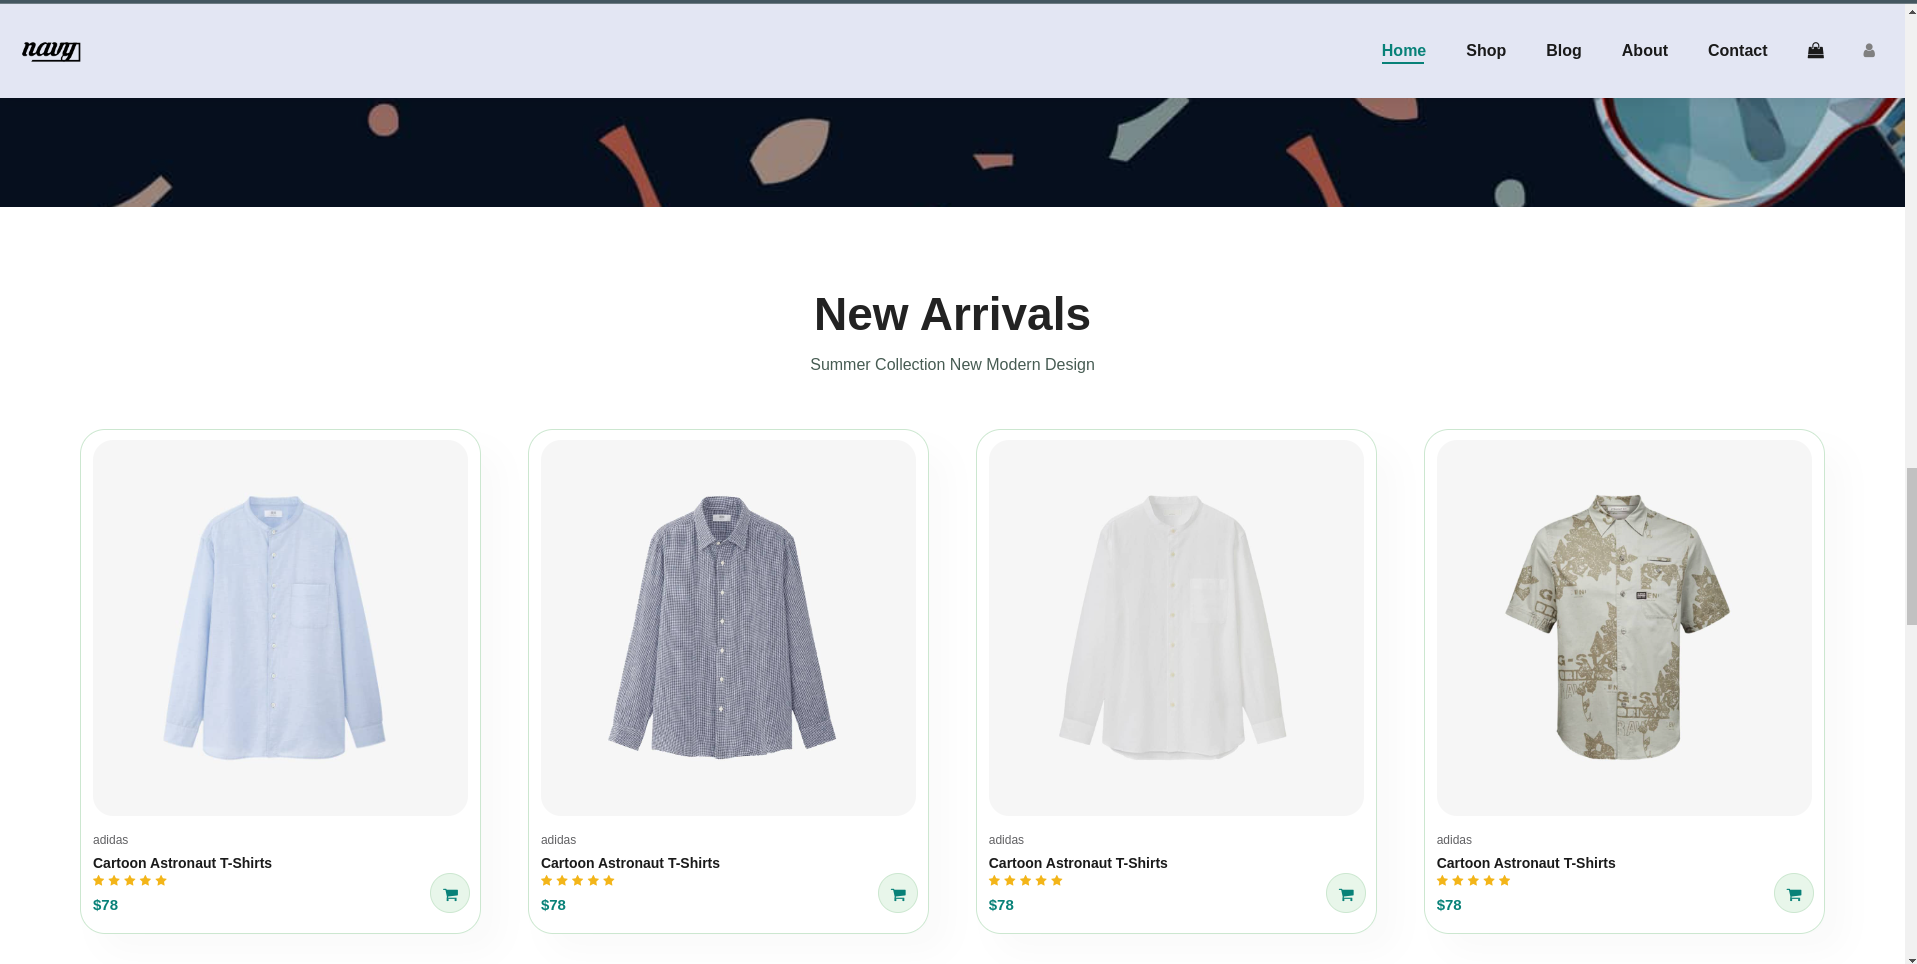 navy
Home
Shop
Blog
About
Contact
New Arrivals
Summer Collection New Modern Design
adidas
Cartoon Astronaut T-Shirts
$78
adidas
Cartoon Astronaut T-Shirts
$78
adidas
Cartoon Astronaut T-Shirts
$78
adidas
Cartoon Astronaut T-Shirts
$78